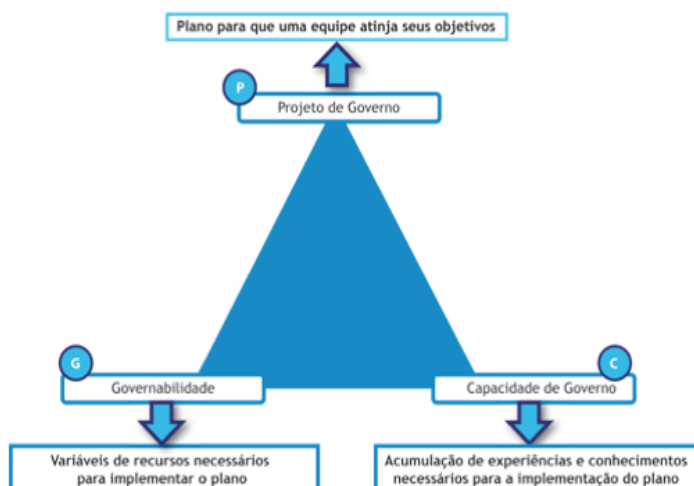 Plano para que uma equipe atinja seus objetivos
P
Projeto de Governo
G
Governabilidade
C
Capacidade de Governo
Variáveis de recursos necessários
para implementar o plano
Acumulação de experiências e conhecimentos
necessários para a implementação do plano